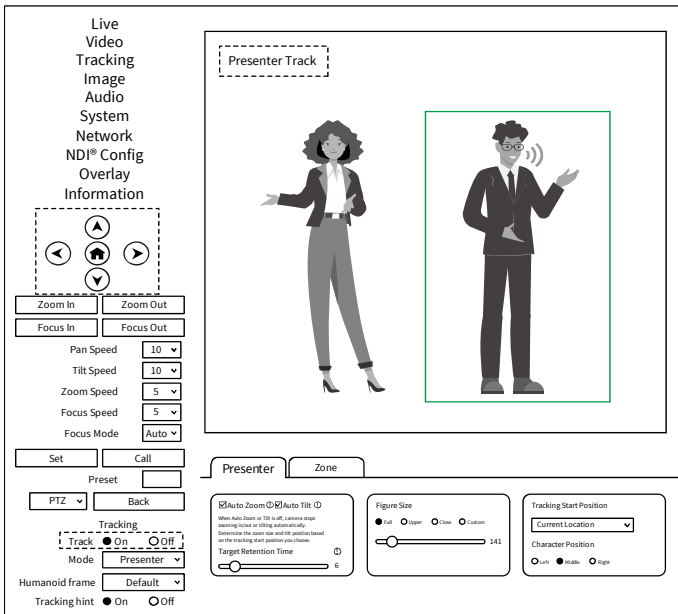 Live
Video
Tracking
Image
Audio
System
Network
NDI® Config
Overlay
Information
Zoom In Zoom Out
Focus In Focus Out
Pan Speed 10
Tilt Speed 10
Zoom Speed 5
Focus Speed 5
Focus Mode Auto
Set Call
Preset
PTZ Back
Tracking
Track On Off
Mode Presenter
Humanoid frame Default
Tracking hint On Off
Presenter Track
Presenter Zone
Auto Zoom Auto Tilt
When Auto Zoom or Tilt is off, camera stops
zooming in/out or tilting automatically.
Determine the zoom size and tilt position based
on the tracking start position you choose.
Target Retention Time
6
Figure Size
Full Upper Close Custom
141
Tracking Start Position
Current Location
Character Position
Left Middle Right